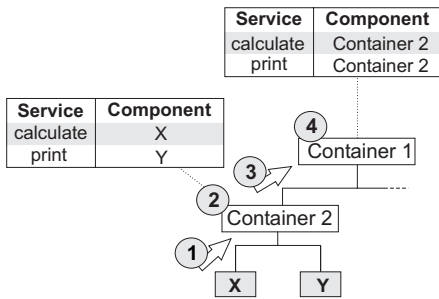 Service Component
calculate Container 2
print Container 2
Service Component
calculate X
print Y
4
Container 1
3
2
Container 2
1
X Y